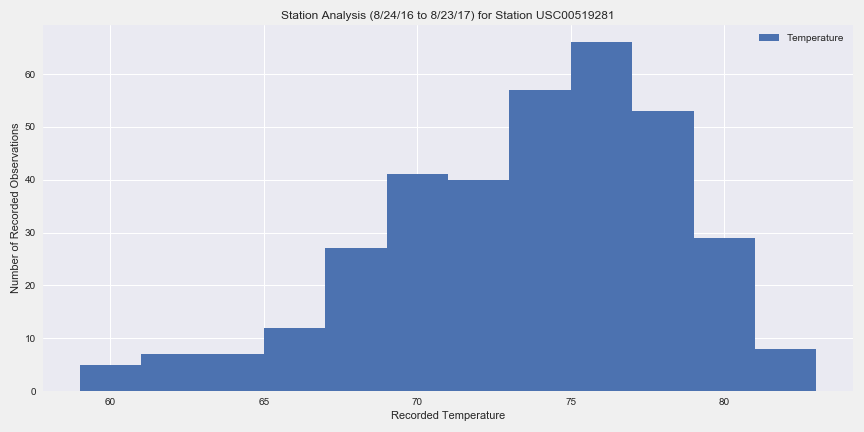 Station Analysis (8/24/16 to 8/23/17) for Station USC00519281
Temperature
Number of Recorded Observations
60
50
40
30
20
10
0
60 65 70 75 80
Recorded Temperature